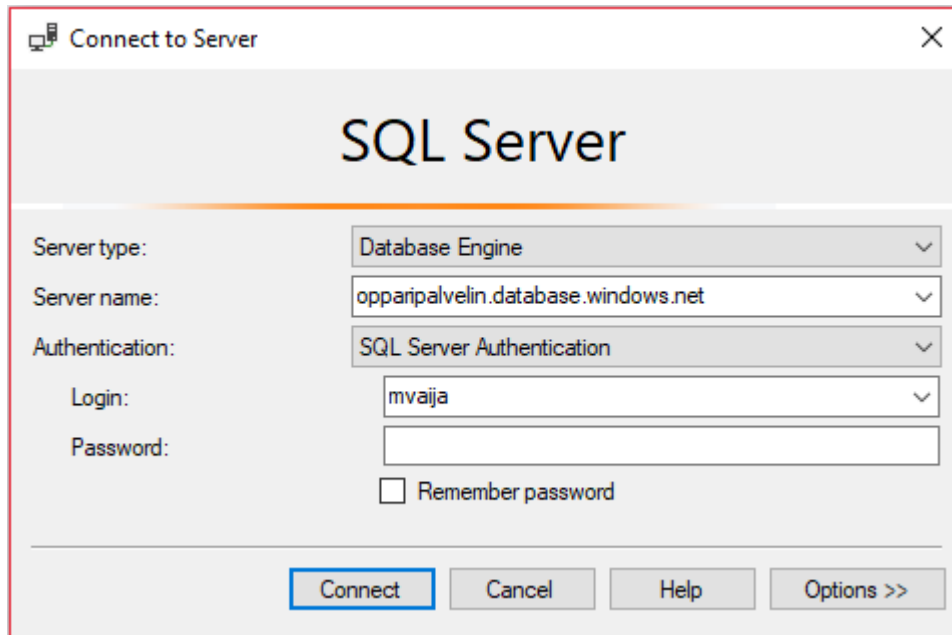 Connect to Server
SQL Server
Server type: Database Engine
Server name: opparipalvelin.database.windows.net
Authentication: SQL Server Authentication
Login: mvaija
Password:
Remember password
Connect Cancel Help Options >>